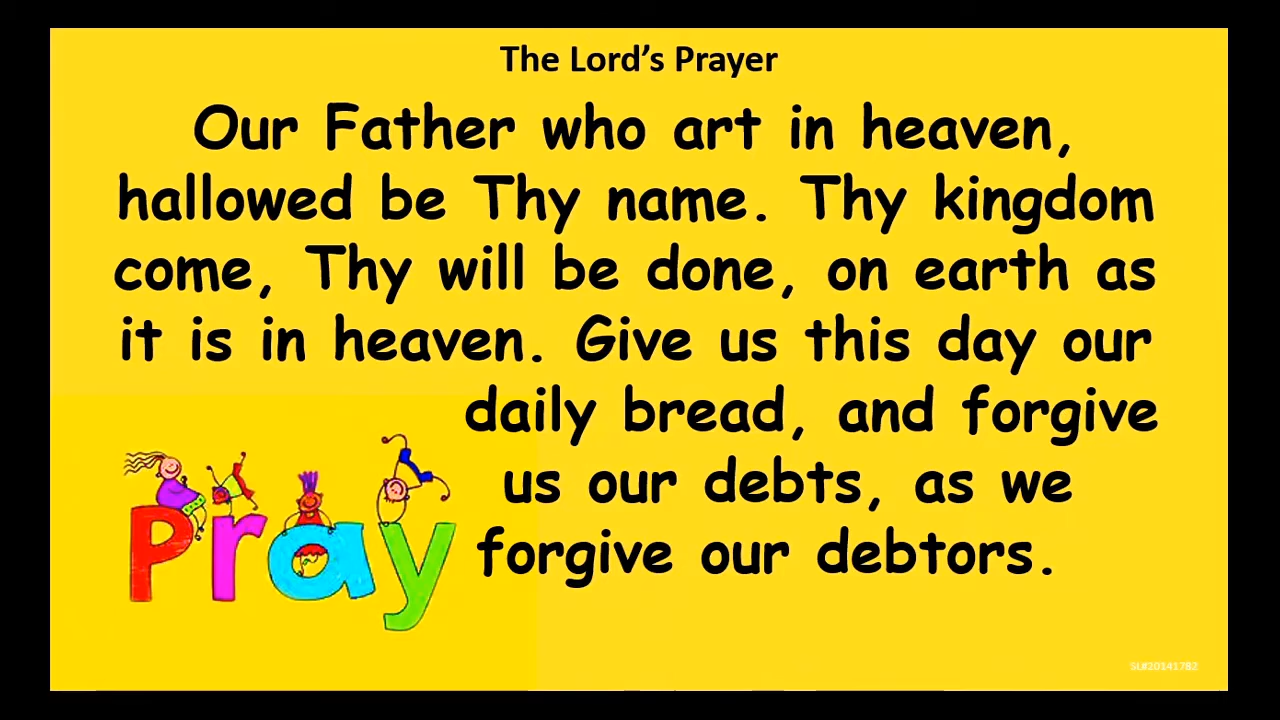 The Lord’s Prayer
Our Father who art in heaven,
hallowed be Thy name. Thy kingdom
come, Thy will be done, on earth as
it is in heaven. Give us this day our
daily bread, and forgive
us our debts, as we
forgive our debtors.
Pray
SL#20141782